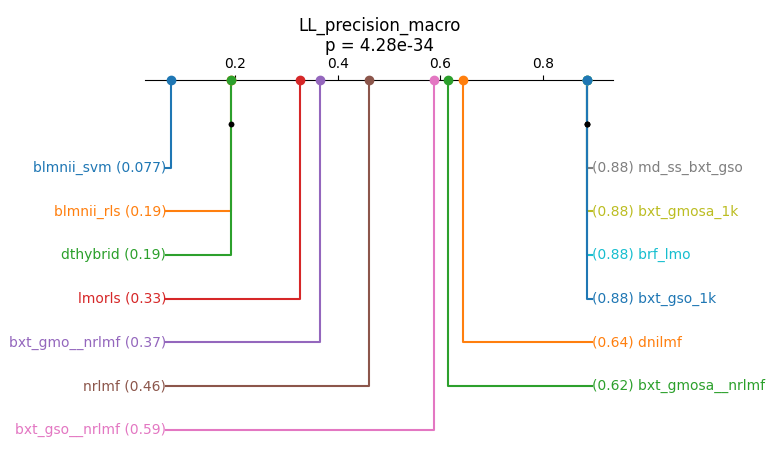 LL_precision_macro
p = 4.28e-34
0.2 0.4 0.6 0.8
blmnii_svm (0.077) (0.88) md_ss_bxt_gso
blmnii_rls (0.19) (0.88) bxt_gmosa_1k
dthybrid (0.19) (0.88) brf_lmo
lmorls (0.33) (0.88) bxt_gso_1k
bxt_gmo__nrlmf (0.37) (0.64) dnilmf
nrlmf (0.46) (0.62) bxt_gmosa__nrlmf
bxt_gso__nrlmf (0.59)